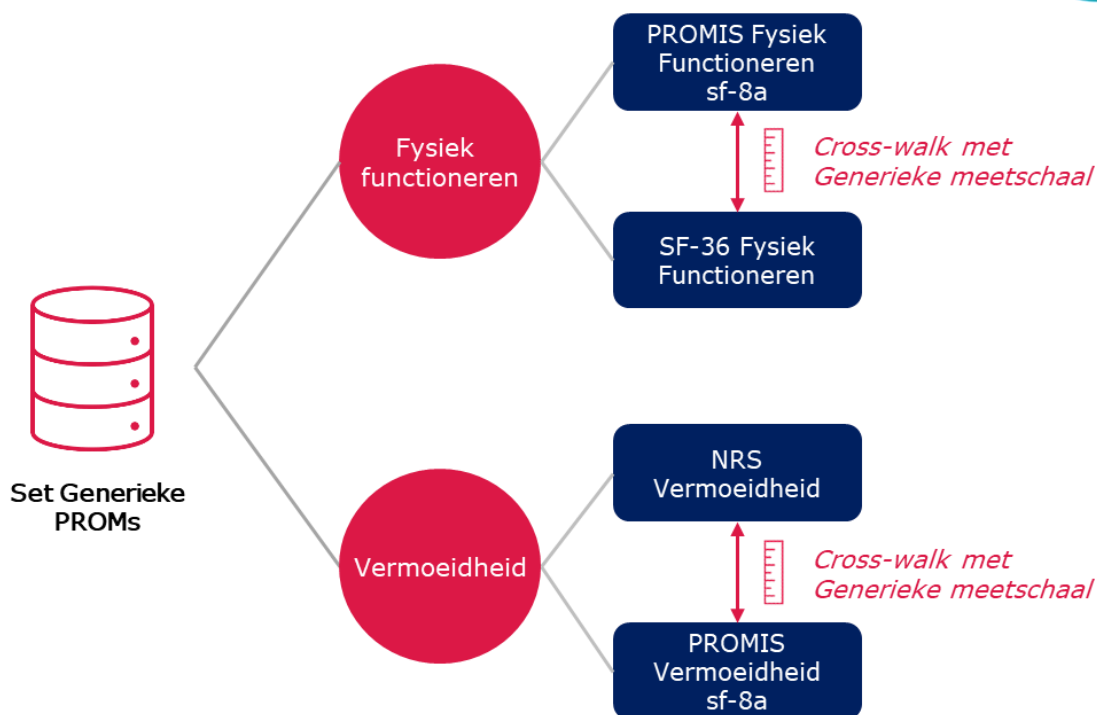 PROMIS Fysiek
Functioneren
sf-8a
Fysiek
functioneren
Cross-walk met
Generieke meetschaal
SF-36 Fysiek
Functioneren
Set Generieke
PROMs
NRS
Vermoeidheid
Vermoeidheid
Cross-walk met
Generieke meetschaal
PROMIS
Vermoeidheid
sf-8a